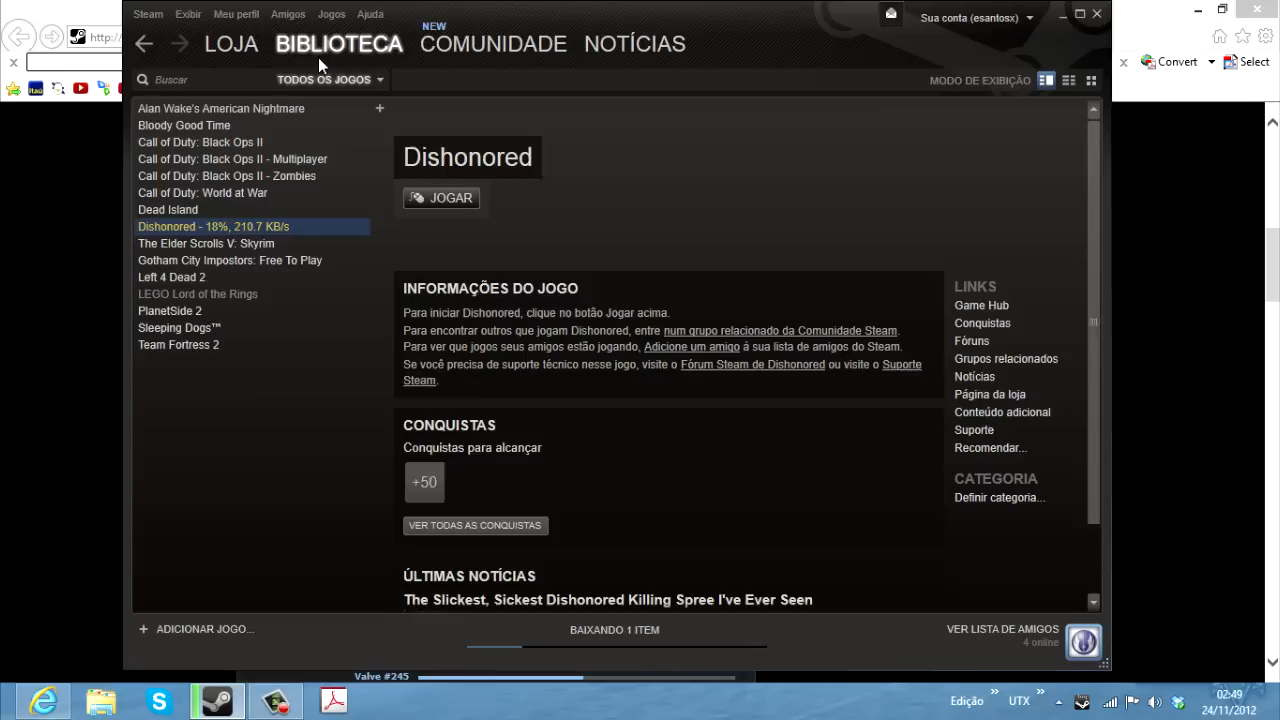 Steam Exibir Meu perfil Amigos Jogos Ajuda
Sua conta (esantosx)
NEW
LOJA BIBLIOTECA COMUNIDADE NOTÍCIAS
http:/
Convert Select
Buscar TODOS OS JOGOS MODO DE EXIBIÇÃO
Itaú
Alan Wake's American Nightmare
Bloody Good Time
Call of Duty: Black Ops II
Call of Duty: Black Ops II - Multiplayer
Call of Duty: Black Ops II - Zombies
Call of Duty: World at War
Dead Island
Dishonored - 18%, 210.7 KB/s
The Elder Scrolls V: Skyrim
Gotham City Impostors: Free To Play
Left 4 Dead 2
LEGO Lord of the Rings
PlanetSide 2
Sleeping Dogs™
Team Fortress 2
Dishonored
JOGAR
INFORMAÇÕES DO JOGO
Para iniciar Dishonored, clique no botão Jogar acima.
Para encontrar outros que jogam Dishonored, entre num grupo relacionado da Comunidade Steam.
Para ver que jogos seus amigos estão jogando, Adicione um amigo à sua lista de amigos do Steam.
Se você precisa de suporte técnico nesse jogo, visite o Fórum Steam de Dishonored ou visite o Suporte
Steam.
CONQUISTAS
Conquistas para alcançar
+50
VER TODAS AS CONQUISTAS
ÚLTIMAS NOTÍCIAS
The Slickest, Sickest Dishonored Killing Spree I've Ever Seen
LINKS
Game Hub
Conquistas
Fóruns
Grupos relacionados
Notícias
Página da loja
Conteúdo adicional
Suporte
Recomendar...
CATEGORIA
Definir categoria...
+ ADICIONAR JOGO...
BAIXANDO 1 ITEM
VER LISTA DE AMIGOS
4 online
Valve #245
Edição UTX
02:49
24/11/2012